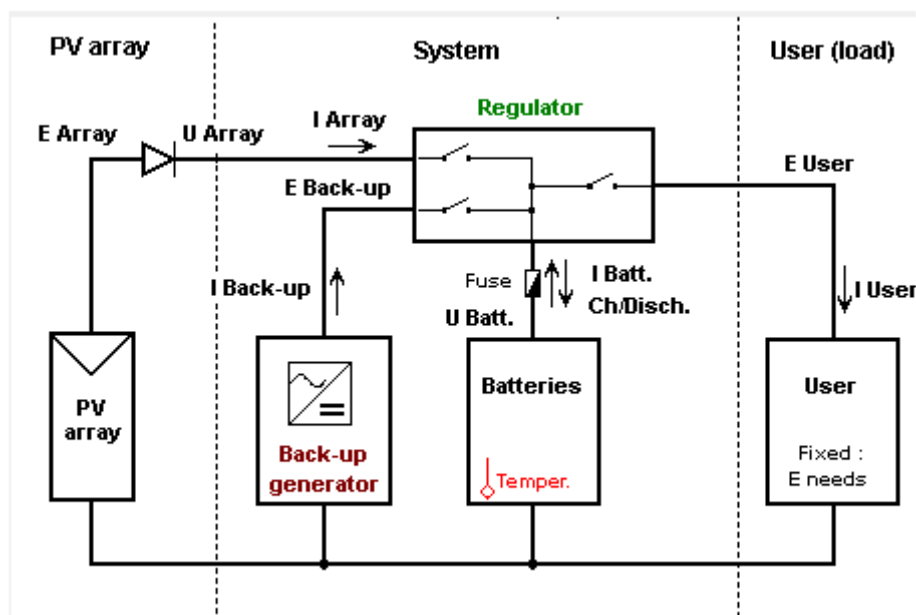 PV array
System
User (load)
Regulator
I Array
E Array
U Array
E Back-up
E User
I Back-up
Fuse
I Batt.
Ch/Disch.
U Batt.
I User
PV
array
Back-up
generator
Batteries
Temper.
User
Fixed :
E needs